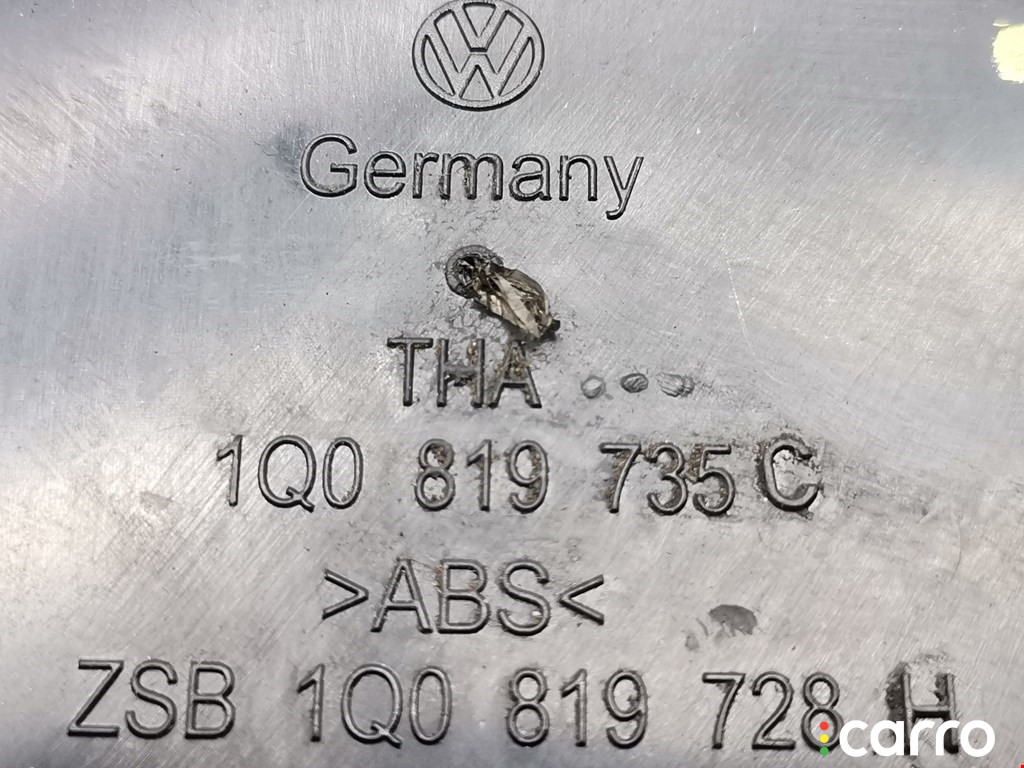 Germany
THA
1Q0 819 735 C
>ABS<
ZSB 1Q0 819 728 H
carro